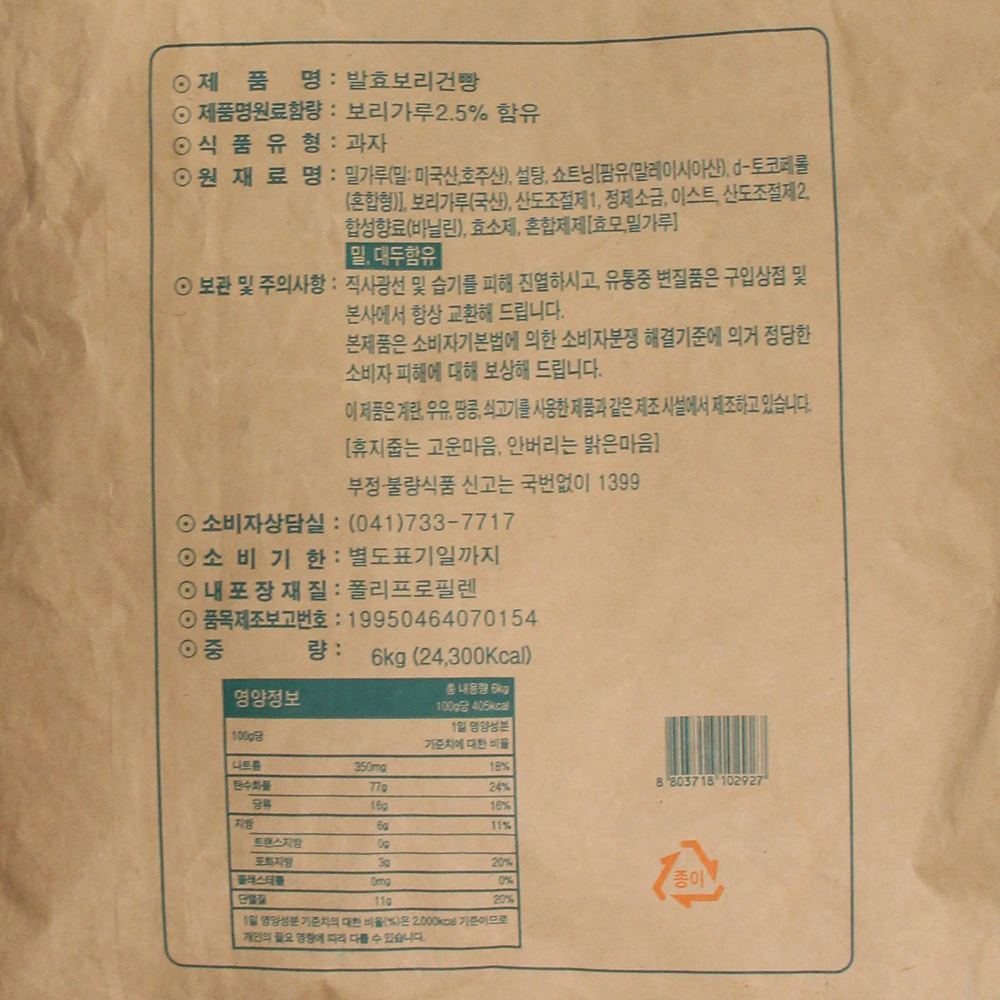 ⊙ 제 품 명 : 발효보리건빵
⊙ 제품명원료함량 : 보리가루2.5% 함유
⊙ 식 품 유 형 : 과자
⊙ 원 재 료 명 : 밀가루(밀: 미국산,호주산), 설탕, 쇼트닝[팜유(말레이시아산), d-토코페롤
(혼합형)], 보리가루(국산), 산도조절제1, 정제소금, 이스트, 산도조절제2,
합성향료(바닐린), 효소제, 혼합제제[효모,밀가루]
밀, 대두함유
⊙ 보관 및 주의사항 : 직사광선 및 습기를 피해 진열하시고, 유통중 변질품은 구입상점 및
본사에서 항상 교환해 드립니다.
본제품은 소비자기본법에 의한 소비자분쟁 해결기준에 의거 정당한
소비자 피해에 대해 보상해 드립니다.
이 제품은 계란, 우유, 땅콩, 쇠고기를 사용한 제품과 같은 제조 시설에서 제조하고 있습니다.
[휴지줍는 고운마음, 안버리는 밝은마음]
부정·불량식품 신고는 국번없이 1399
⊙ 소비자상담실 : (041)733-7717
⊙ 소 비 기 한 : 별도표기일까지
⊙ 내포장재질 : 폴리프로필렌
⊙ 품목제조보고번호 : 19950464070154
⊙ 중 량 : 6kg (24,300Kcal)
영양정보 총 내용량 6kg
100g당 405kcal
100g당 1일 영양성분
기준치에 대한 비율
나트륨 350mg 18%
탄수화물 77g 24%
당류 16g 16%
지방 6g 11%
트랜스지방 0g
포화지방 3g 20%
콜레스테롤 0mg 0%
단백질 11g 20%
1일 영양성분 기준치의 대한 비율(%)은 2,000kcal 기준이므로
개인의 필요 열량에 따라 다를 수 있습니다.
8 803718 102927
종이